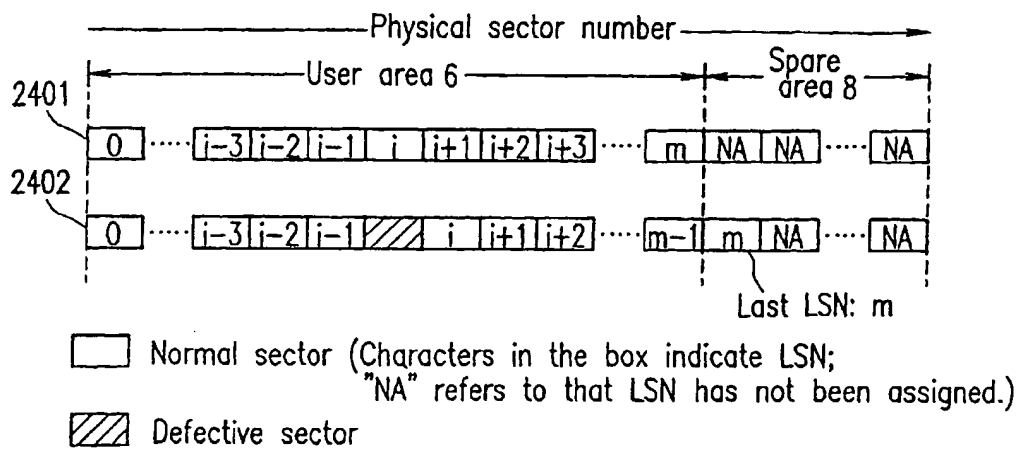 Physical sector number
User area 6
Spare area 8
2401
0 ..... i-3 i-2 i-1 i i+1 i+2 i+3 ..... m NA NA ..... NA
2402
0 ..... i-3 i-2 i-1 i i+1 i+2 ..... m-1 m NA ..... NA
Last LSN: m
Normal sector (Characters in the box indicate LSN;
"NA" refers to that LSN has not been assigned.)
Defective sector